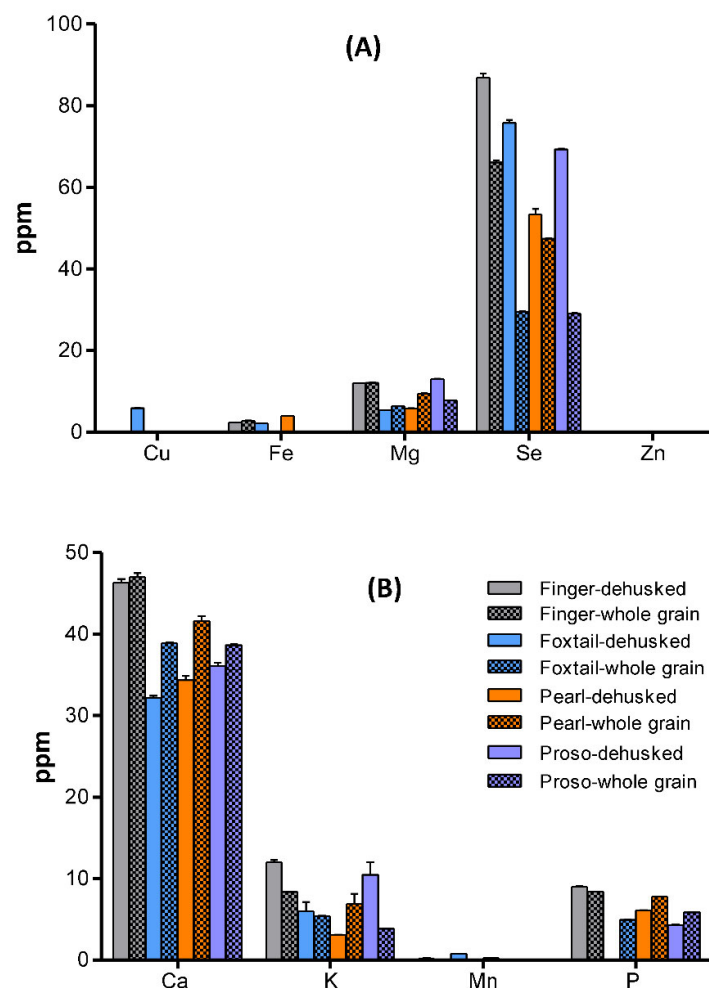 (A)
100
80
60
40
20
0
ppm
Cu Fe Mg Se Zn
(B)
50
40
30
20
10
0
ppm
Finger-dehusked
Finger-whole grain
Foxtail-dehusked
Foxtail-whole grain
Pearl-dehusked
Pearl-whole grain
Proso-dehusked
Proso-whole grain
Ca K Mn P